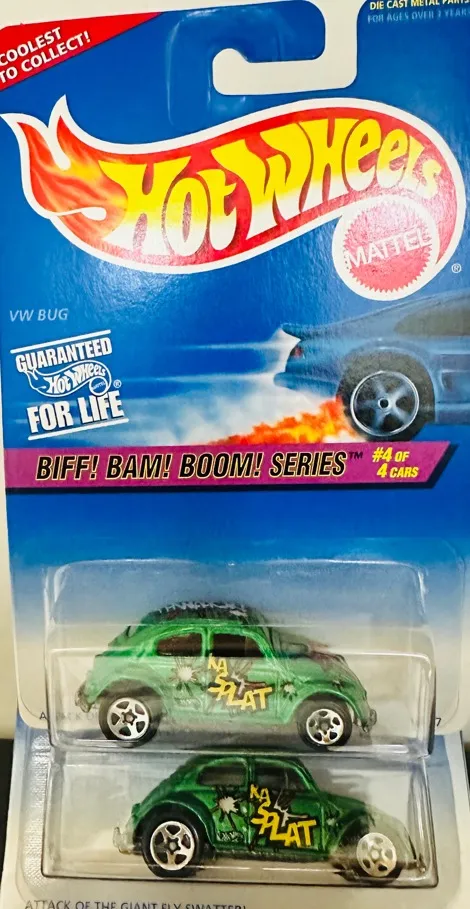 COOLEST
TO COLLECT!
DIE CAST METAL PARTS
FOR AGES OVER 3 YEARS
HOT WHEELS
MATTEL
®
VW BUG
GUARANTEED
HOT WHEELS ®
FOR LIFE
BIFF! BAM! BOOM! SERIES™ #4 OF
4 CARS
KA
SPLAT
7
KA
SPLAT
ATTACK OF THE GIANT FLY SWATTER!